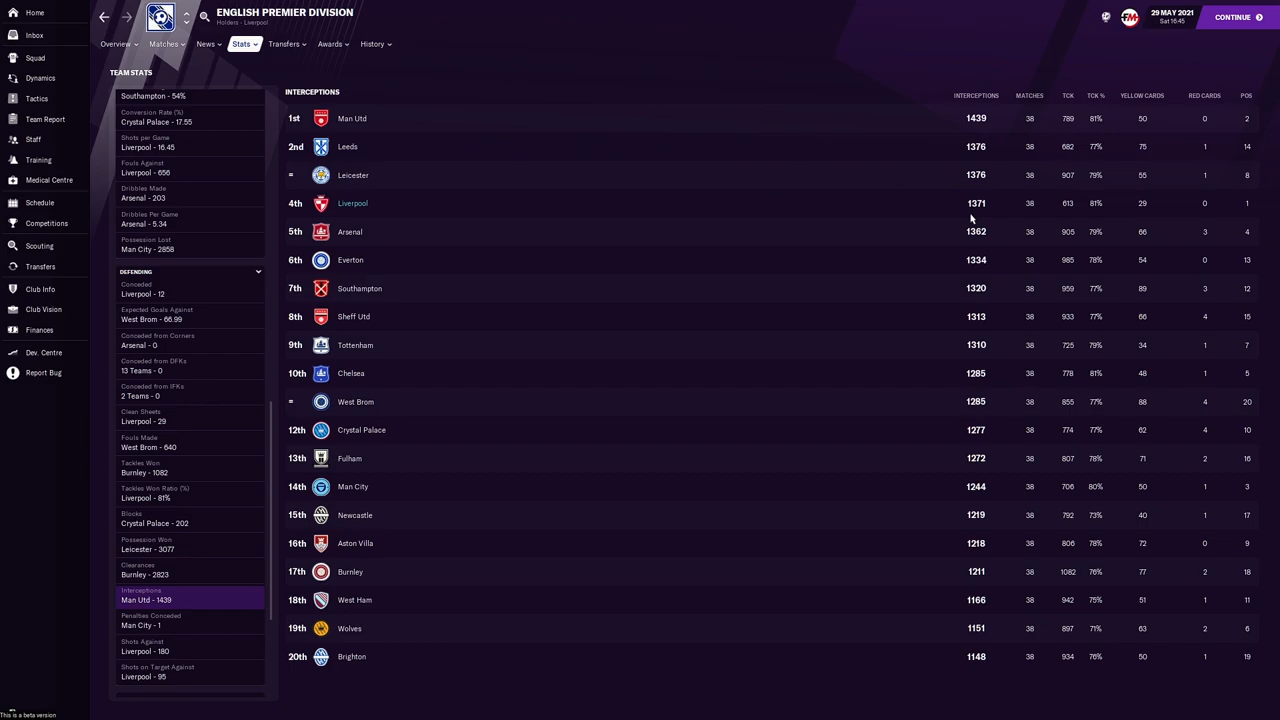 Home
Inbox
Squad
Dynamics
Tactics
Team Report
Staff
Training
Medical Centre
Schedule
Competitions
Scouting
Transfers
Club Info
Club Vision
Finances
Dev. Centre
Report Bug
This is a beta version
ENGLISH PREMIER DIVISION
Holders - Liverpool
FM
29 MAY 2021
Sat 16:45
CONTINUE
Overview Matches News Stats Transfers Awards History
TEAM STATS
Southampton - 54%
Conversion Rate (%)
Crystal Palace - 17.55
Shots per Game
Liverpool - 16.45
Fouls Against
Liverpool - 656
Dribbles Made
Arsenal - 203
Dribbles Per Game
Arsenal - 5.34
Possession Lost
Man City - 2858
DEFENDING
Conceded
Liverpool - 12
Expected Goals Against
West Brom - 66.99
Conceded from Corners
Arsenal - 0
Conceded from DFKs
13 Teams - 0
Conceded from IFKs
2 Teams - 0
Clean Sheets
Liverpool - 29
Fouls Made
West Brom - 640
Tackles Won
Burnley - 1082
Tackles Won Ratio (%)
Liverpool - 81%
Blocks
Crystal Palace - 202
Possession Won
Leicester - 3077
Clearances
Burnley - 2823
Interceptions
Man Utd - 1439
Penalties Conceded
Man City - 1
Shots Against
Liverpool - 180
Shots on Target Against
Liverpool - 95
INTERCEPTIONS INTERCEPTIONS MATCHES TCK TCK % YELLOW CARDS RED CARDS POS
1st Man Utd 1439 38 789 81% 50 0 2
2nd Leeds 1376 38 682 77% 75 1 14
= Leicester 1376 38 907 79% 55 1 8
4th Liverpool 1371 38 613 81% 29 0 1
5th Arsenal 1362 38 905 79% 66 3 4
6th Everton 1334 38 985 78% 54 0 13
7th Southampton 1320 38 959 77% 89 3 12
8th Sheff Utd 1313 38 933 77% 66 4 15
9th Tottenham 1310 38 725 79% 34 1 7
10th Chelsea 1285 38 778 81% 48 1 5
= West Brom 1285 38 855 77% 88 4 20
12th Crystal Palace 1277 38 774 77% 62 4 10
13th Fulham 1272 38 807 78% 71 2 16
14th Man City 1244 38 706 80% 50 1 3
15th Newcastle 1219 38 792 73% 40 1 17
16th Aston Villa 1218 38 806 78% 72 0 9
17th Burnley 1211 38 1082 76% 77 2 18
18th West Ham 1166 38 942 75% 51 1 11
19th Wolves 1151 38 897 71% 63 2 6
20th Brighton 1148 38 934 76% 50 1 19